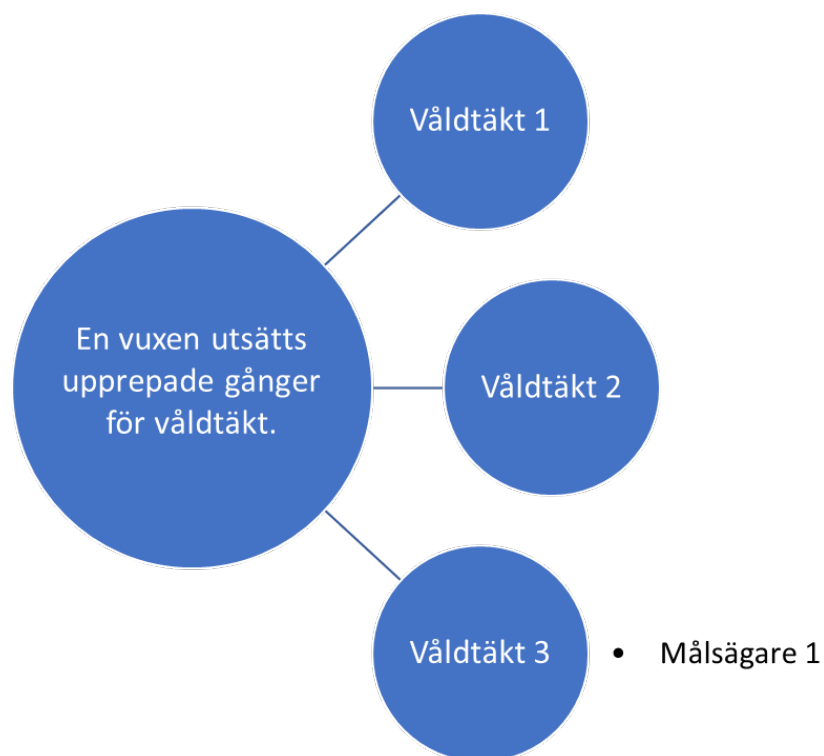 Våldtäkt 1
En vuxen utsätts
upprepade gånger
för våldtäkt.
Våldtäkt 2
Våldtäkt 3
• Målsägare 1